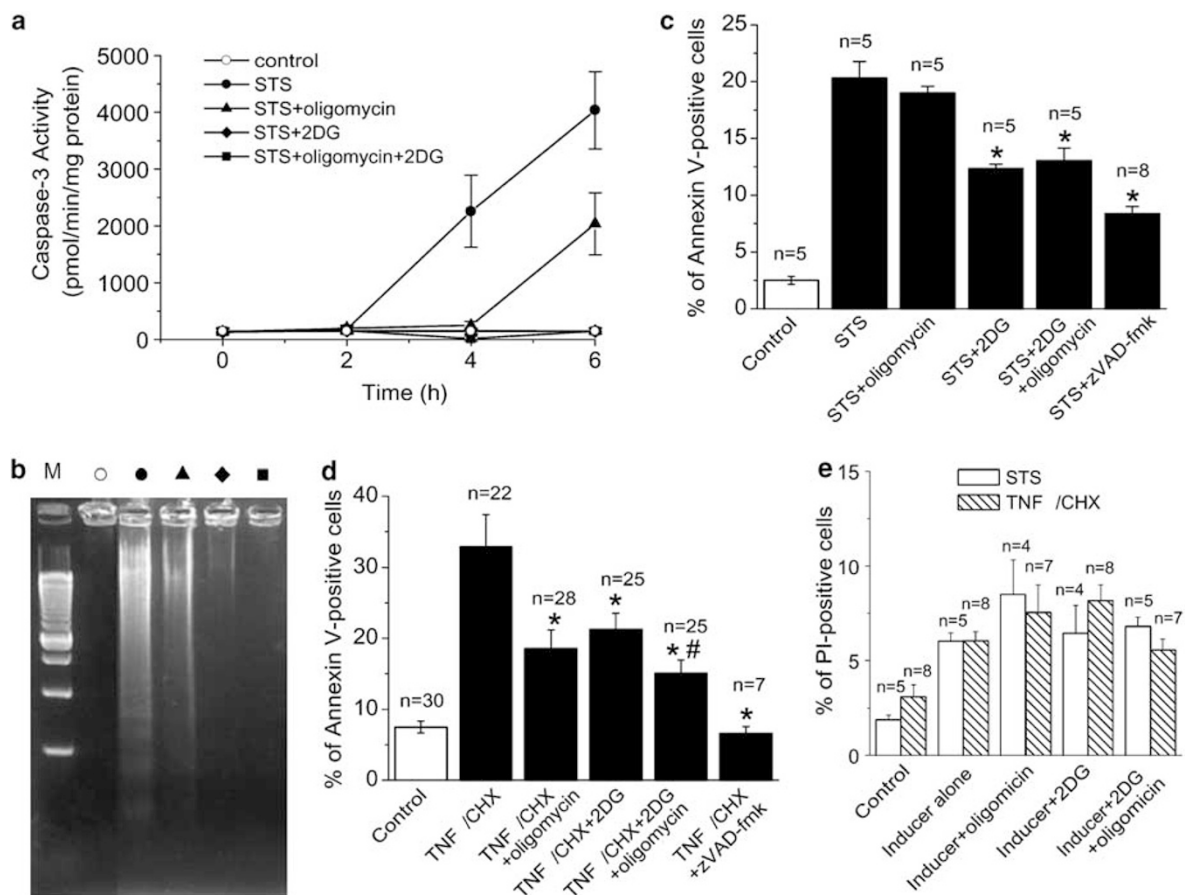 a
Caspase-3 Activity
(pmol/min/mg protein)
5000
4000
3000
2000
1000
0
0 2 4 6
Time (h)
control
STS
STS+oligomycin
STS+2DG
STS+oligomycin+2DG
c
% of Annexin V-positive cells
25
20
15
10
5
0
n=5
n=5
n=5
n=5
n=5
n=8
*
*
*
Control
STS
STS+oligomycin
STS+2DG
STS+2DG
+oligomycin
STS+zVAD-fmk
b
M
d
% of Annexin V-positive cells
40
30
20
10
0
n=30
n=22
n=28
*
n=25
*
n=25
*#
n=7
*
Control
TNF /CHX
TNF /CHX
+oligomycin
TNF /CHX+2DG
TNF /CHX+2DG
+oligomycin
TNF /CHX
+zVAD-fmk
e
% of PI-positive cells
15
10
5
0
STS
TNF /CHX
n=5
n=8
n=5
n=8
n=4
n=7
n=4
n=8
n=5
n=7
Control
Inducer alone
Inducer+oligomicin
Inducer+2DG
Inducer+2DG
+oligomicin